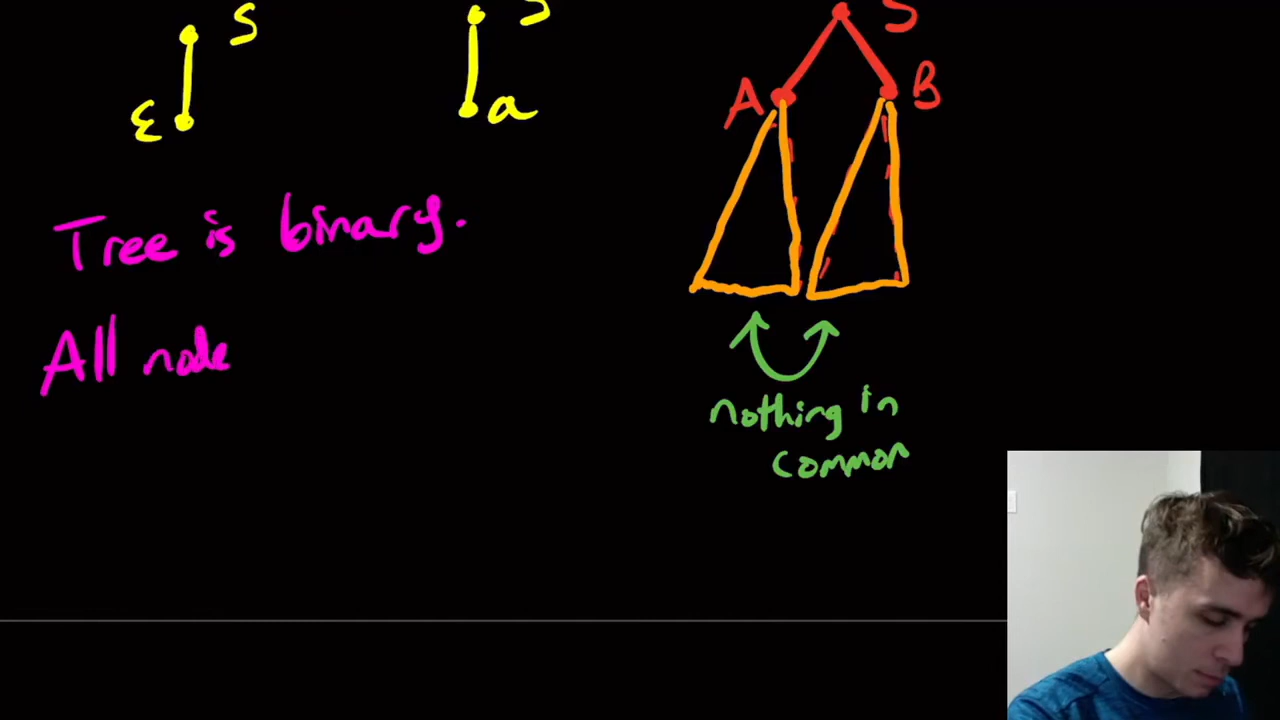 S
ε
S
a
S
A
B
Tree is binary.
All node
nothing in
common